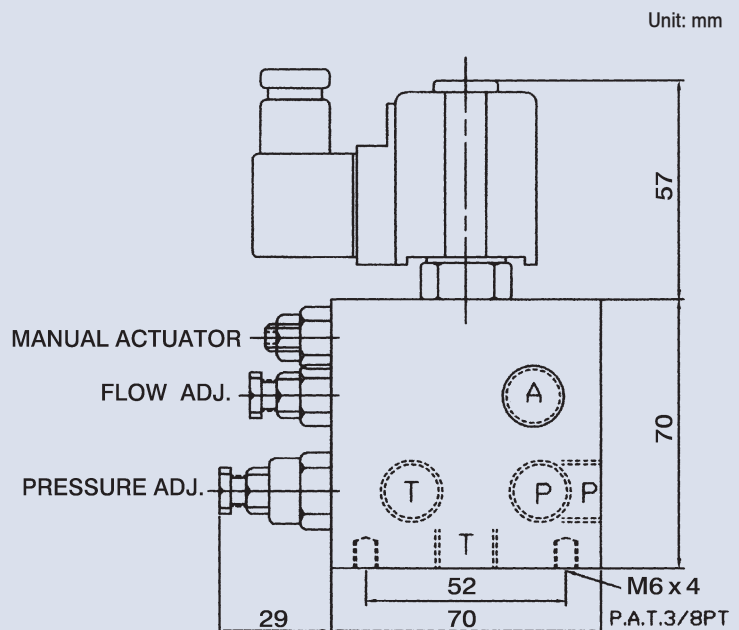 Unit: mm
57
MANUAL ACTUATOR
FLOW ADJ.
A
70
PRESSURE ADJ.
T
P
P
T
52
M6 x 4
29
70
P.A.T.3/8PT